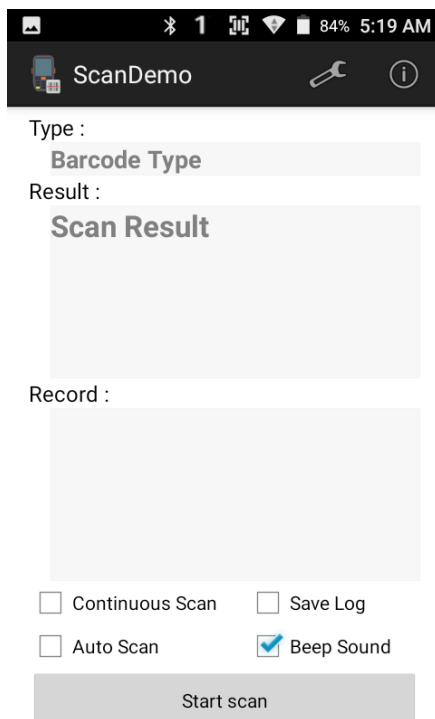 1 84% 5:19 AM
ScanDemo
Type :
Barcode Type
Result :
Scan Result
Record :
Continuous Scan Save Log
Auto Scan Beep Sound
Start scan